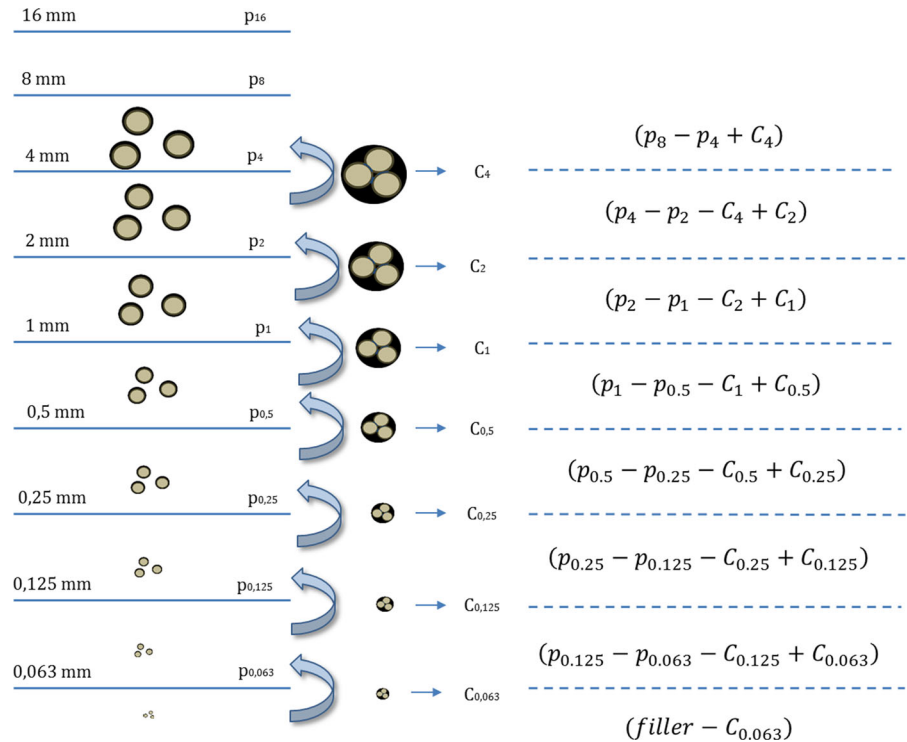 16 mm p₁₆
8 mm p₈
(p₈ − p₄ + C₄)
4 mm p₄ C₄
(p₄ − p₂ − C₄ + C₂)
2 mm p₂ C₂
(p₂ − p₁ − C₂ + C₁)
1 mm p₁ C₁
(p₁ − p₀.₅ − C₁ + C₀.₅)
0,5 mm p₀,₅ C₀,₅
(p₀.₅ − p₀.₂₅ − C₀.₅ + C₀.₂₅)
0,25 mm p₀,₂₅ C₀,₂₅
(p₀.₂₅ − p₀.₁₂₅ − C₀.₂₅ + C₀.₁₂₅)
0,125 mm p₀,₁₂₅ C₀,₁₂₅
(p₀.₁₂₅ − p₀.₀₆₃ − C₀.₁₂₅ + C₀.₀₆₃)
0,063 mm p₀,₀₆₃ C₀,₀₆₃
(filler − C₀.₀₆₃)